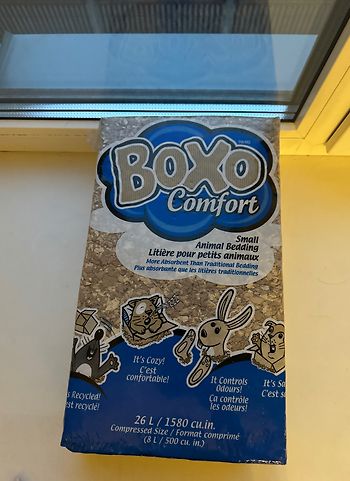 BOXO
Comfort
Small
Animal Bedding
Litière pour petits animaux
More Absorbent Than Traditional Bedding
Plus absorbante que les litières traditionnelles
It's Cozy!
C'est
confortable!
It Controls
Odours!
Ça contrôle
les odeurs!
Recycled!
recyclé!
26 L / 1580 cu.in.
Compressed Size / Format comprimé
(8 L / 500 cu. in.)